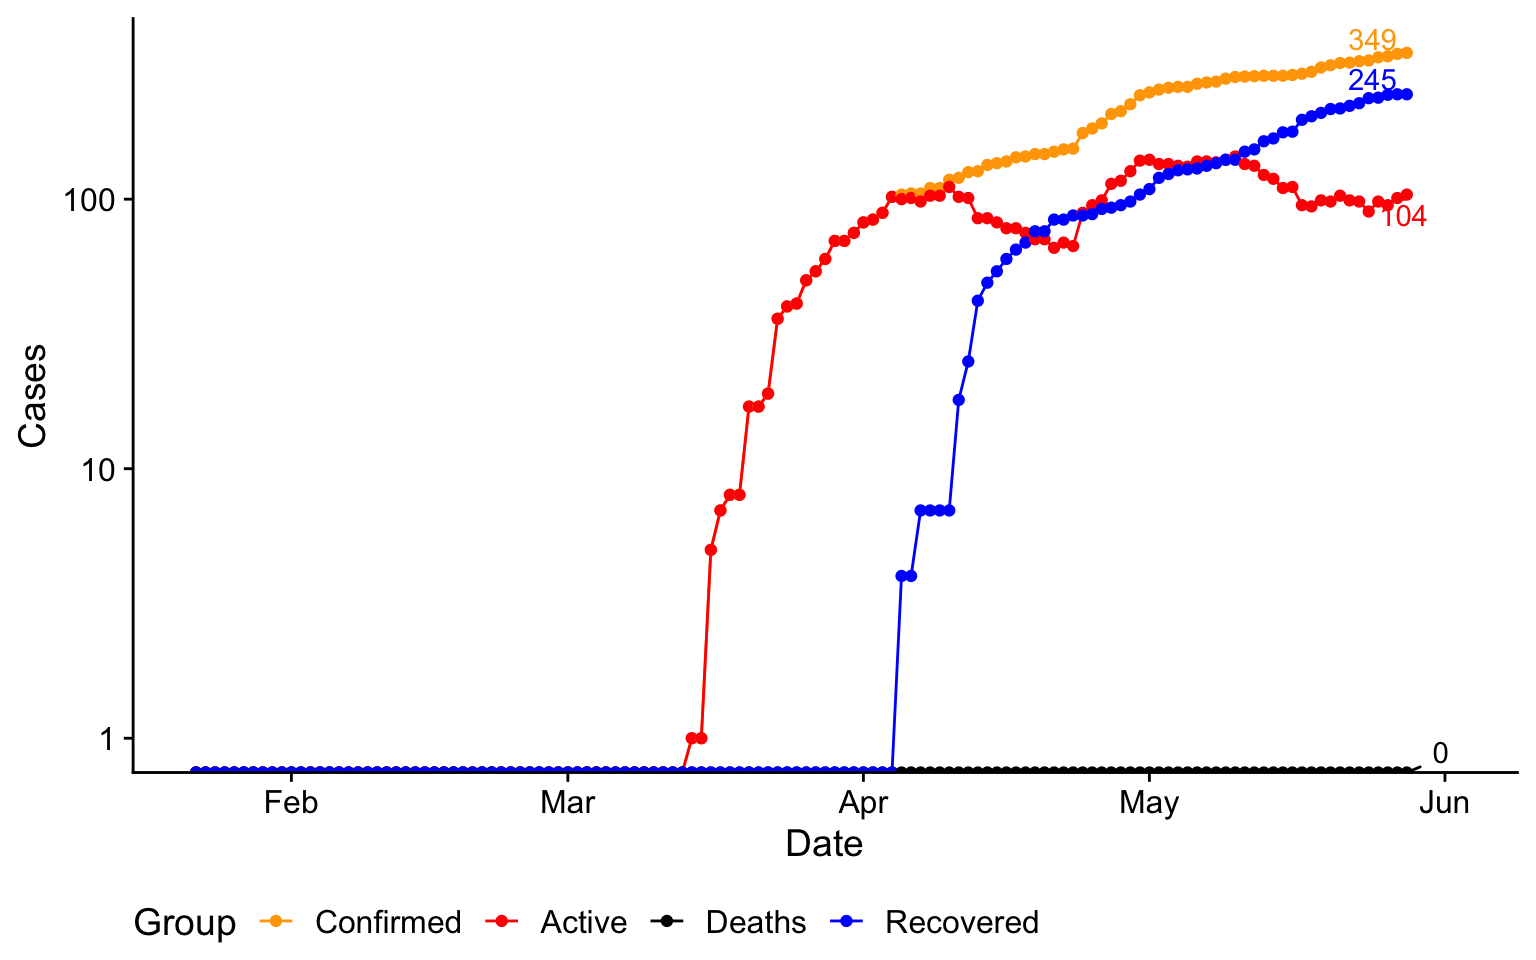 349
245
100
104
Cases
10
1
0
Feb Mar Apr May Jun
Date
Group Confirmed Active Deaths Recovered